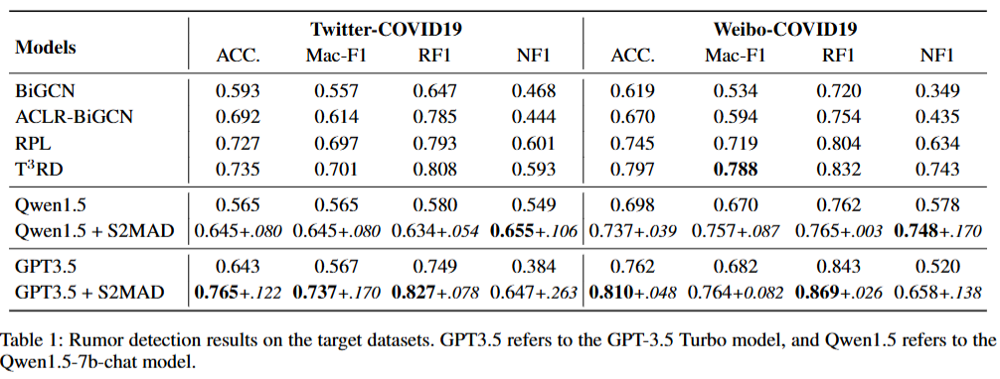 Models Twitter-COVID19 Weibo-COVID19
ACC. Mac-F1 RF1 NF1 ACC. Mac-F1 RF1 NF1
BiGCN 0.593 0.557 0.647 0.468 0.619 0.534 0.720 0.349
ACLR-BiGCN 0.692 0.614 0.785 0.444 0.670 0.594 0.754 0.435
RPL 0.727 0.697 0.793 0.601 0.745 0.719 0.804 0.634
T³RD 0.735 0.701 0.808 0.593 0.797 0.788 0.832 0.743
Qwen1.5 0.565 0.565 0.580 0.549 0.698 0.670 0.762 0.578
Qwen1.5 + S2MAD 0.645+.080 0.645+.080 0.634+.054 0.655+.106 0.737+.039 0.757+.087 0.765+.003 0.748+.170
GPT3.5 0.643 0.567 0.749 0.384 0.762 0.682 0.843 0.520
GPT3.5 + S2MAD 0.765+.122 0.737+.170 0.827+.078 0.647+.263 0.810+.048 0.764+0.082 0.869+.026 0.658+.138
Table 1: Rumor detection results on the target datasets. GPT3.5 refers to the GPT-3.5 Turbo model, and Qwen1.5 refers to the
Qwen1.5-7b-chat model.